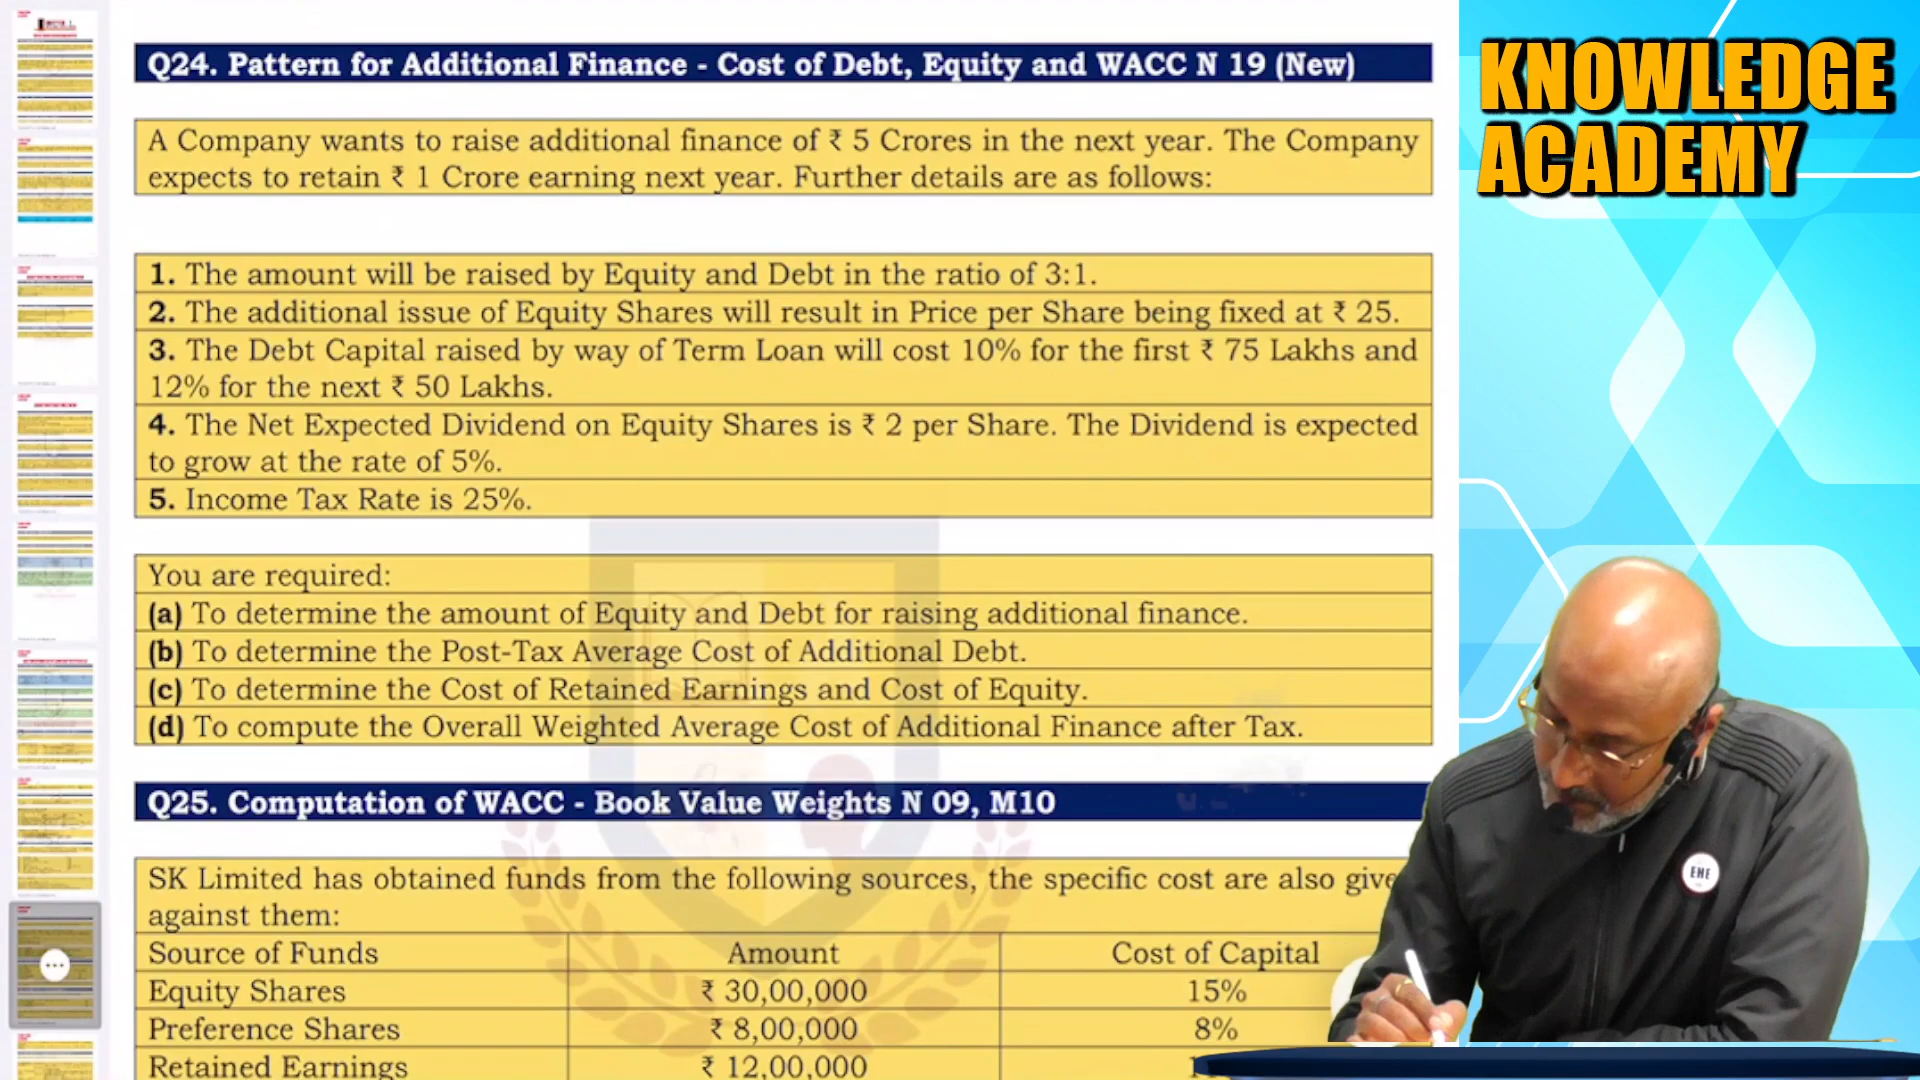 Q24. Pattern for Additional Finance - Cost of Debt, Equity and WACC N 19 (New)
KNOWLEDGE
ACADEMY
A Company wants to raise additional finance of ₹ 5 Crores in the next year. The Company
expects to retain ₹ 1 Crore earning next year. Further details are as follows:
1. The amount will be raised by Equity and Debt in the ratio of 3:1.
2. The additional issue of Equity Shares will result in Price per Share being fixed at ₹ 25.
3. The Debt Capital raised by way of Term Loan will cost 10% for the first ₹ 75 Lakhs and
12% for the next ₹ 50 Lakhs.
4. The Net Expected Dividend on Equity Shares is ₹ 2 per Share. The Dividend is expected
to grow at the rate of 5%.
5. Income Tax Rate is 25%.
You are required:
(a) To determine the amount of Equity and Debt for raising additional finance.
(b) To determine the Post-Tax Average Cost of Additional Debt.
(c) To determine the Cost of Retained Earnings and Cost of Equity.
(d) To compute the Overall Weighted Average Cost of Additional Finance after Tax.
Q25. Computation of WACC - Book Value Weights N 09, M10
SK Limited has obtained funds from the following sources, the specific cost are also give
against them:
Source of Funds Amount Cost of Capital
Equity Shares ₹ 30,00,000 15%
Preference Shares ₹ 8,00,000 8%
Retained Earnings ₹ 12,00,000
EHE